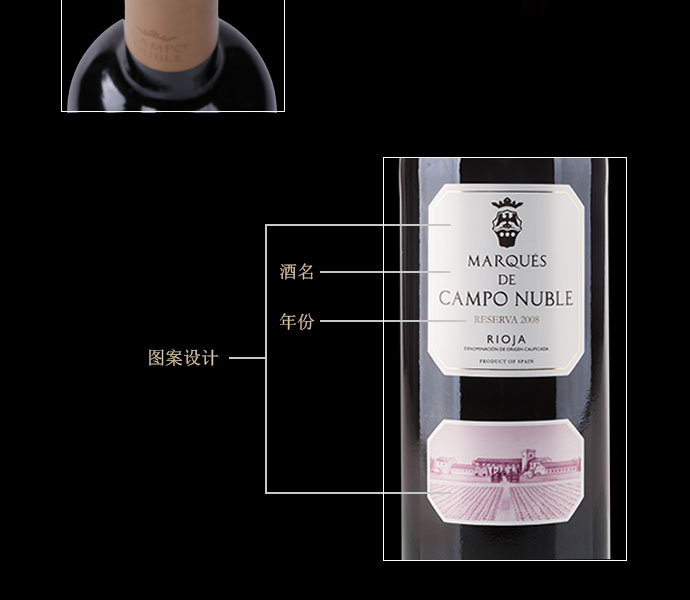 CAMPO
NUBLE
MARQUÉS
DE
CAMPO NUBLE
RESERVA 2008
RIOJA
DENOMINACIÓN DE ORIGEN CALIFICADA
PRODUCT OF SPAIN
酒名
年份
图案设计